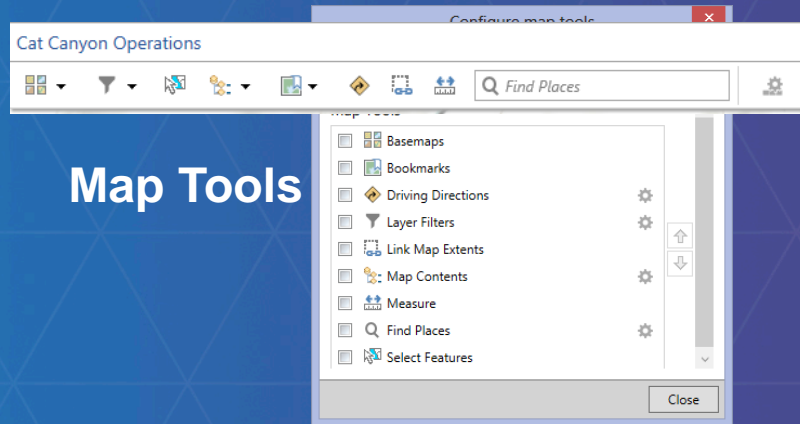 Configure map tools
Cat Canyon Operations
Find Places
Map Tools
Map Tools
Basemaps
Bookmarks
Driving Directions
Layer Filters
Link Map Extents
Map Contents
Measure
Find Places
Select Features
Close